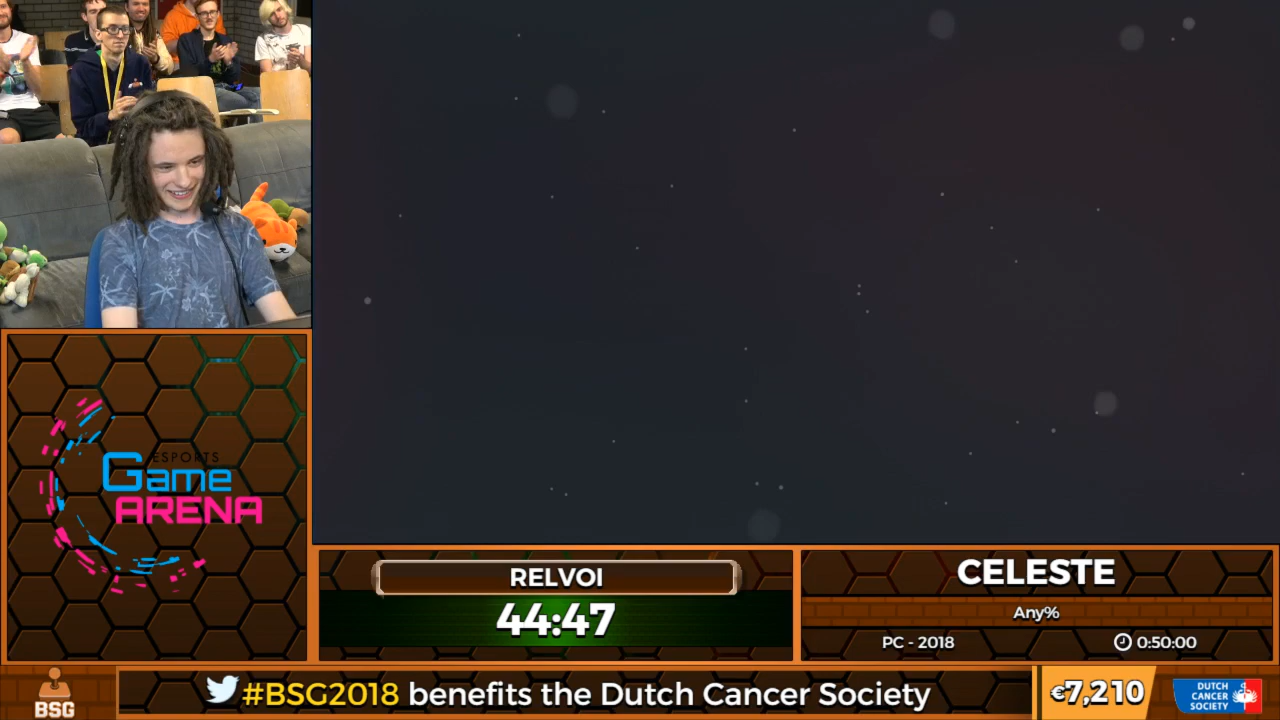 ESPORTS
Game
ARENA
RELVOI
44:47
CELESTE
Any%
PC - 2018
0:50:00
BSG
#BSG2018 benefits the Dutch Cancer Society
€7,210
DUTCH
CANCER
SOCIETY